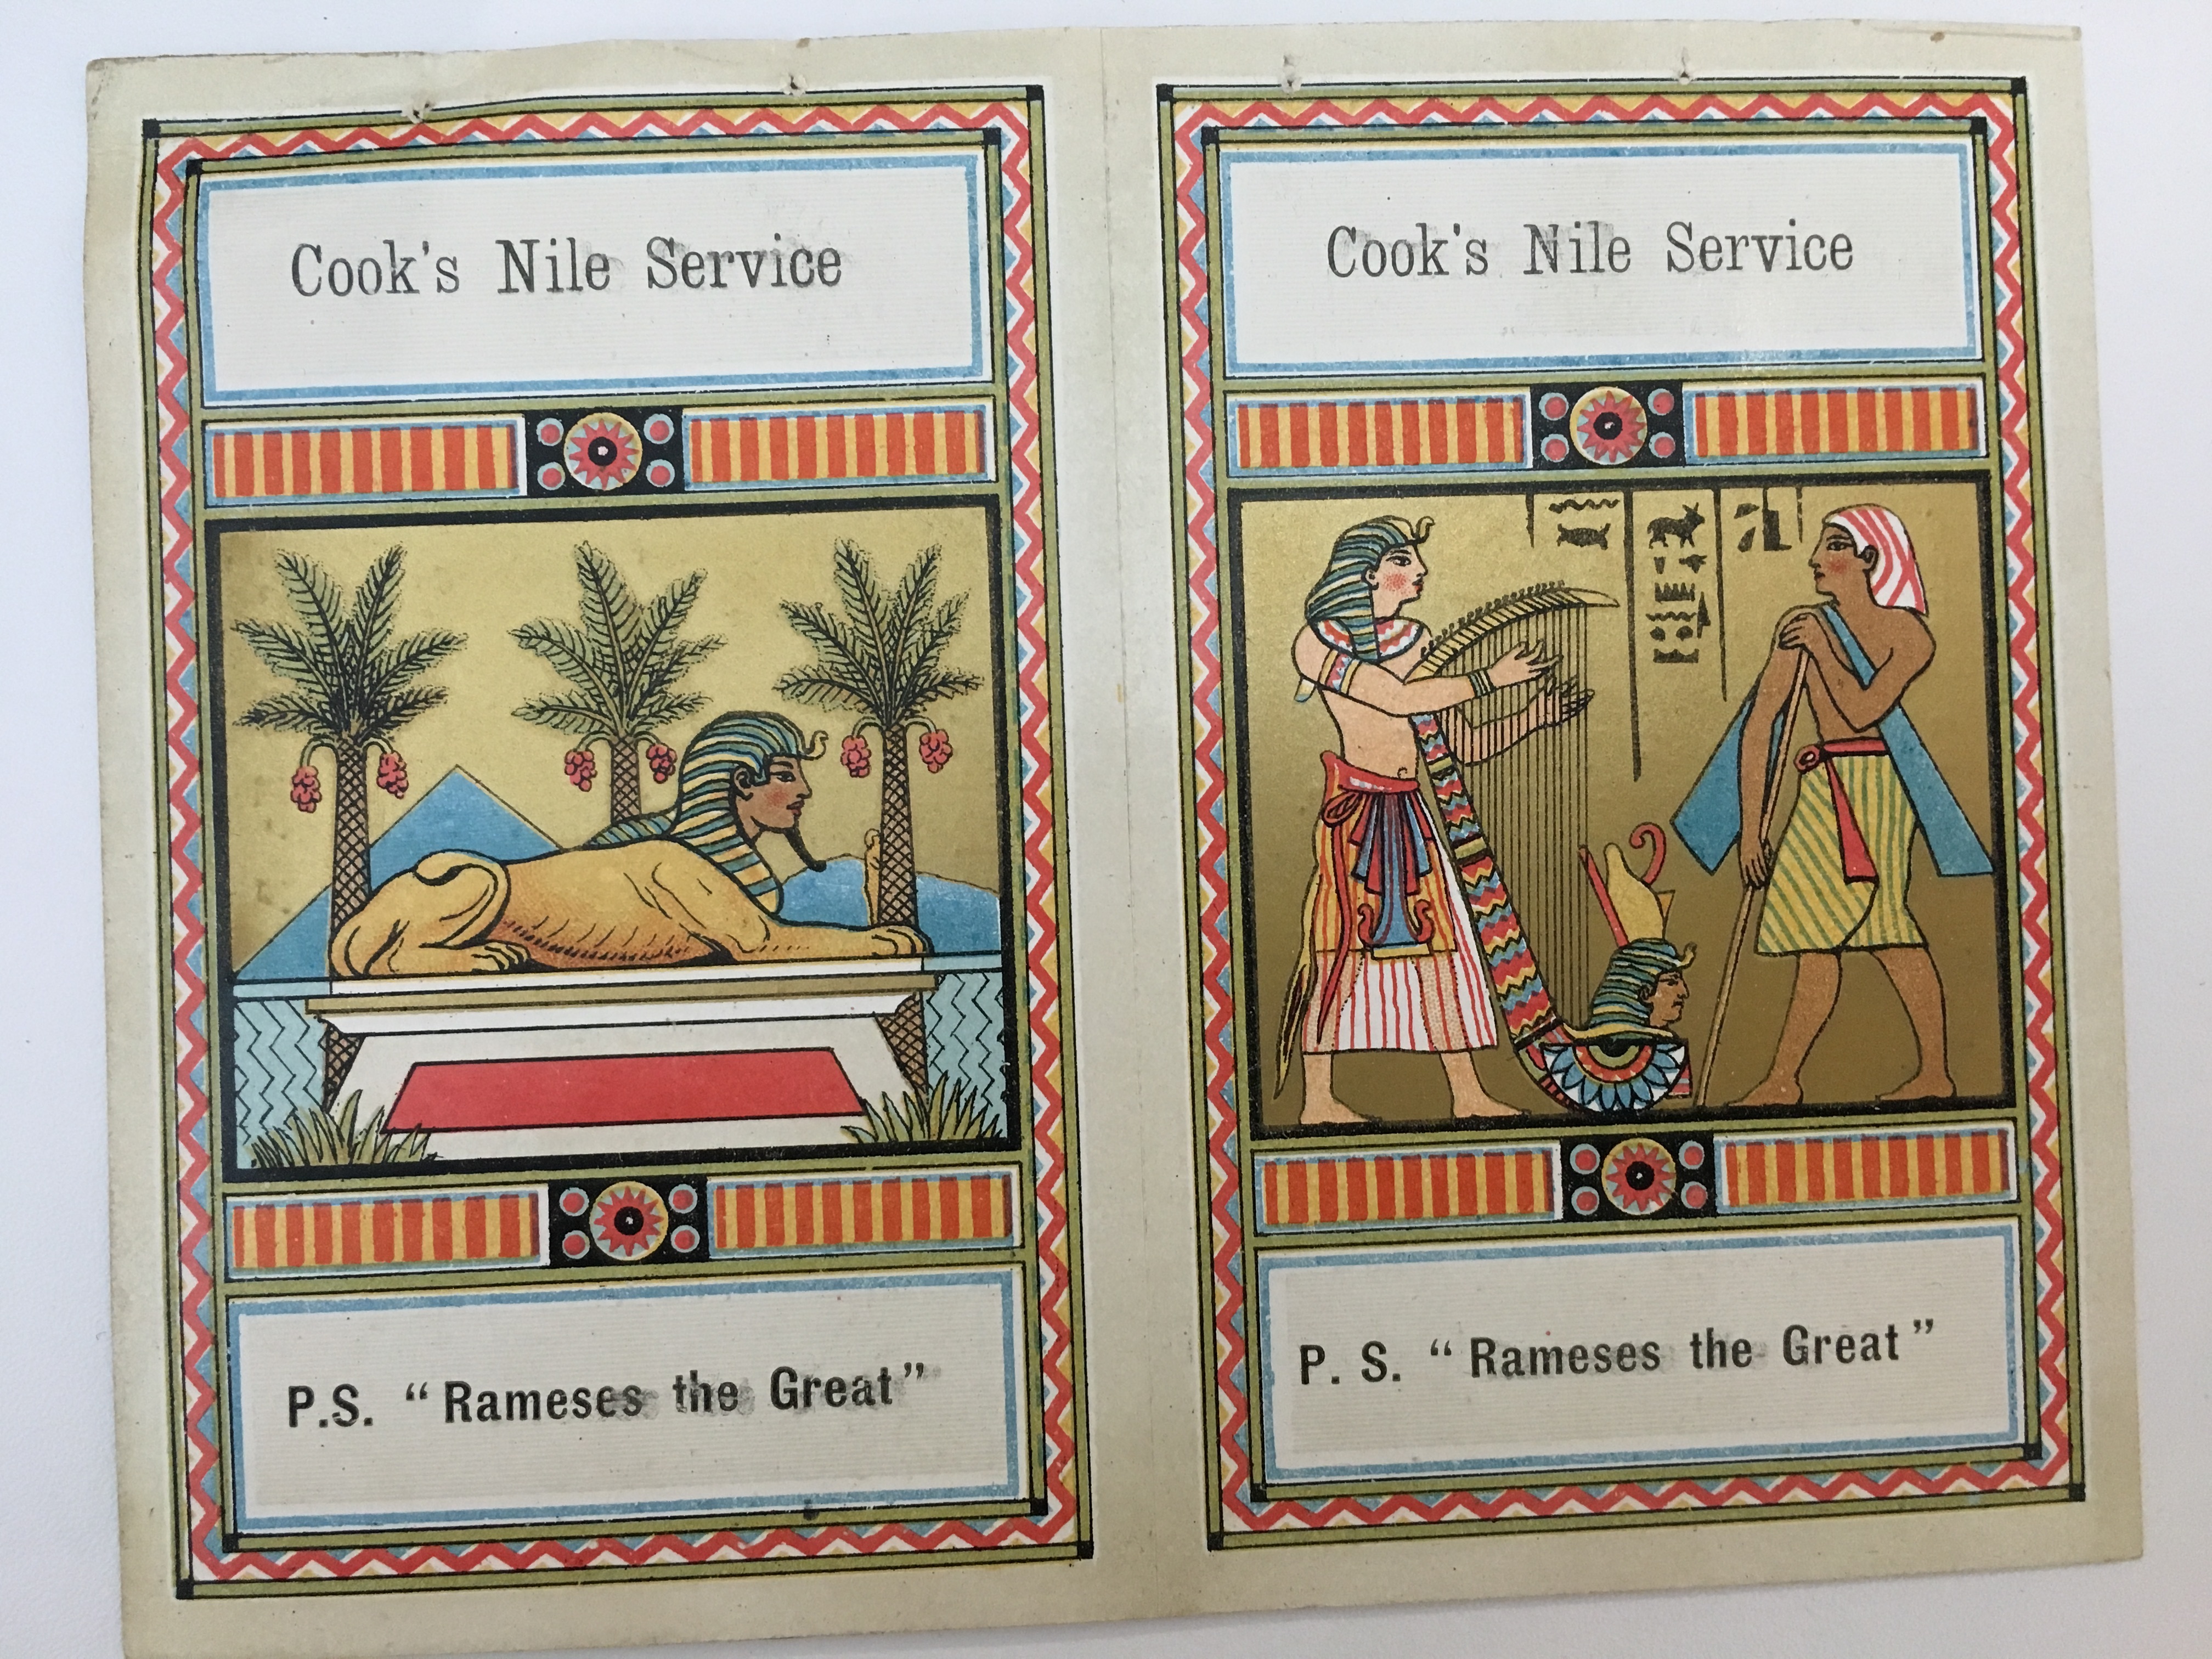 Cook's Nile Service
P.S. “Rameses the Great”
Cook's Nile Service
P. S. “Rameses the Great”